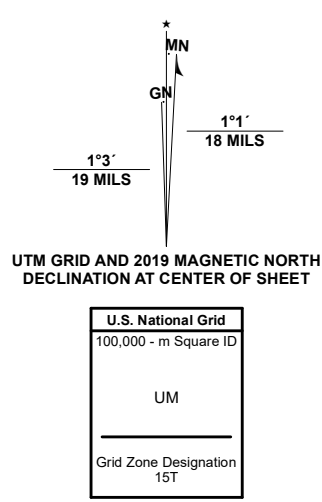 ★
MN
GN
1°1´
18 MILS
1°3´
19 MILS
UTM GRID AND 2019 MAGNETIC NORTH
DECLINATION AT CENTER OF SHEET
U.S. National Grid
100,000 - m Square ID
UM
Grid Zone Designation
15T